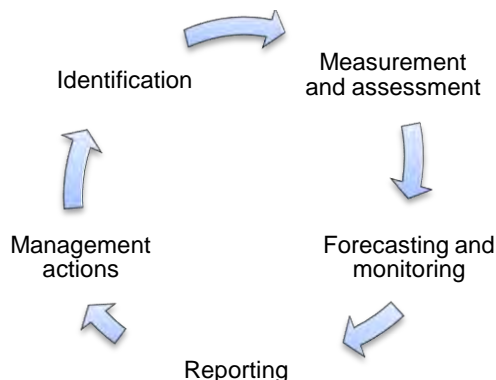 Identification
Measurement
and assessment
Forecasting and
monitoring
Reporting
Management
actions